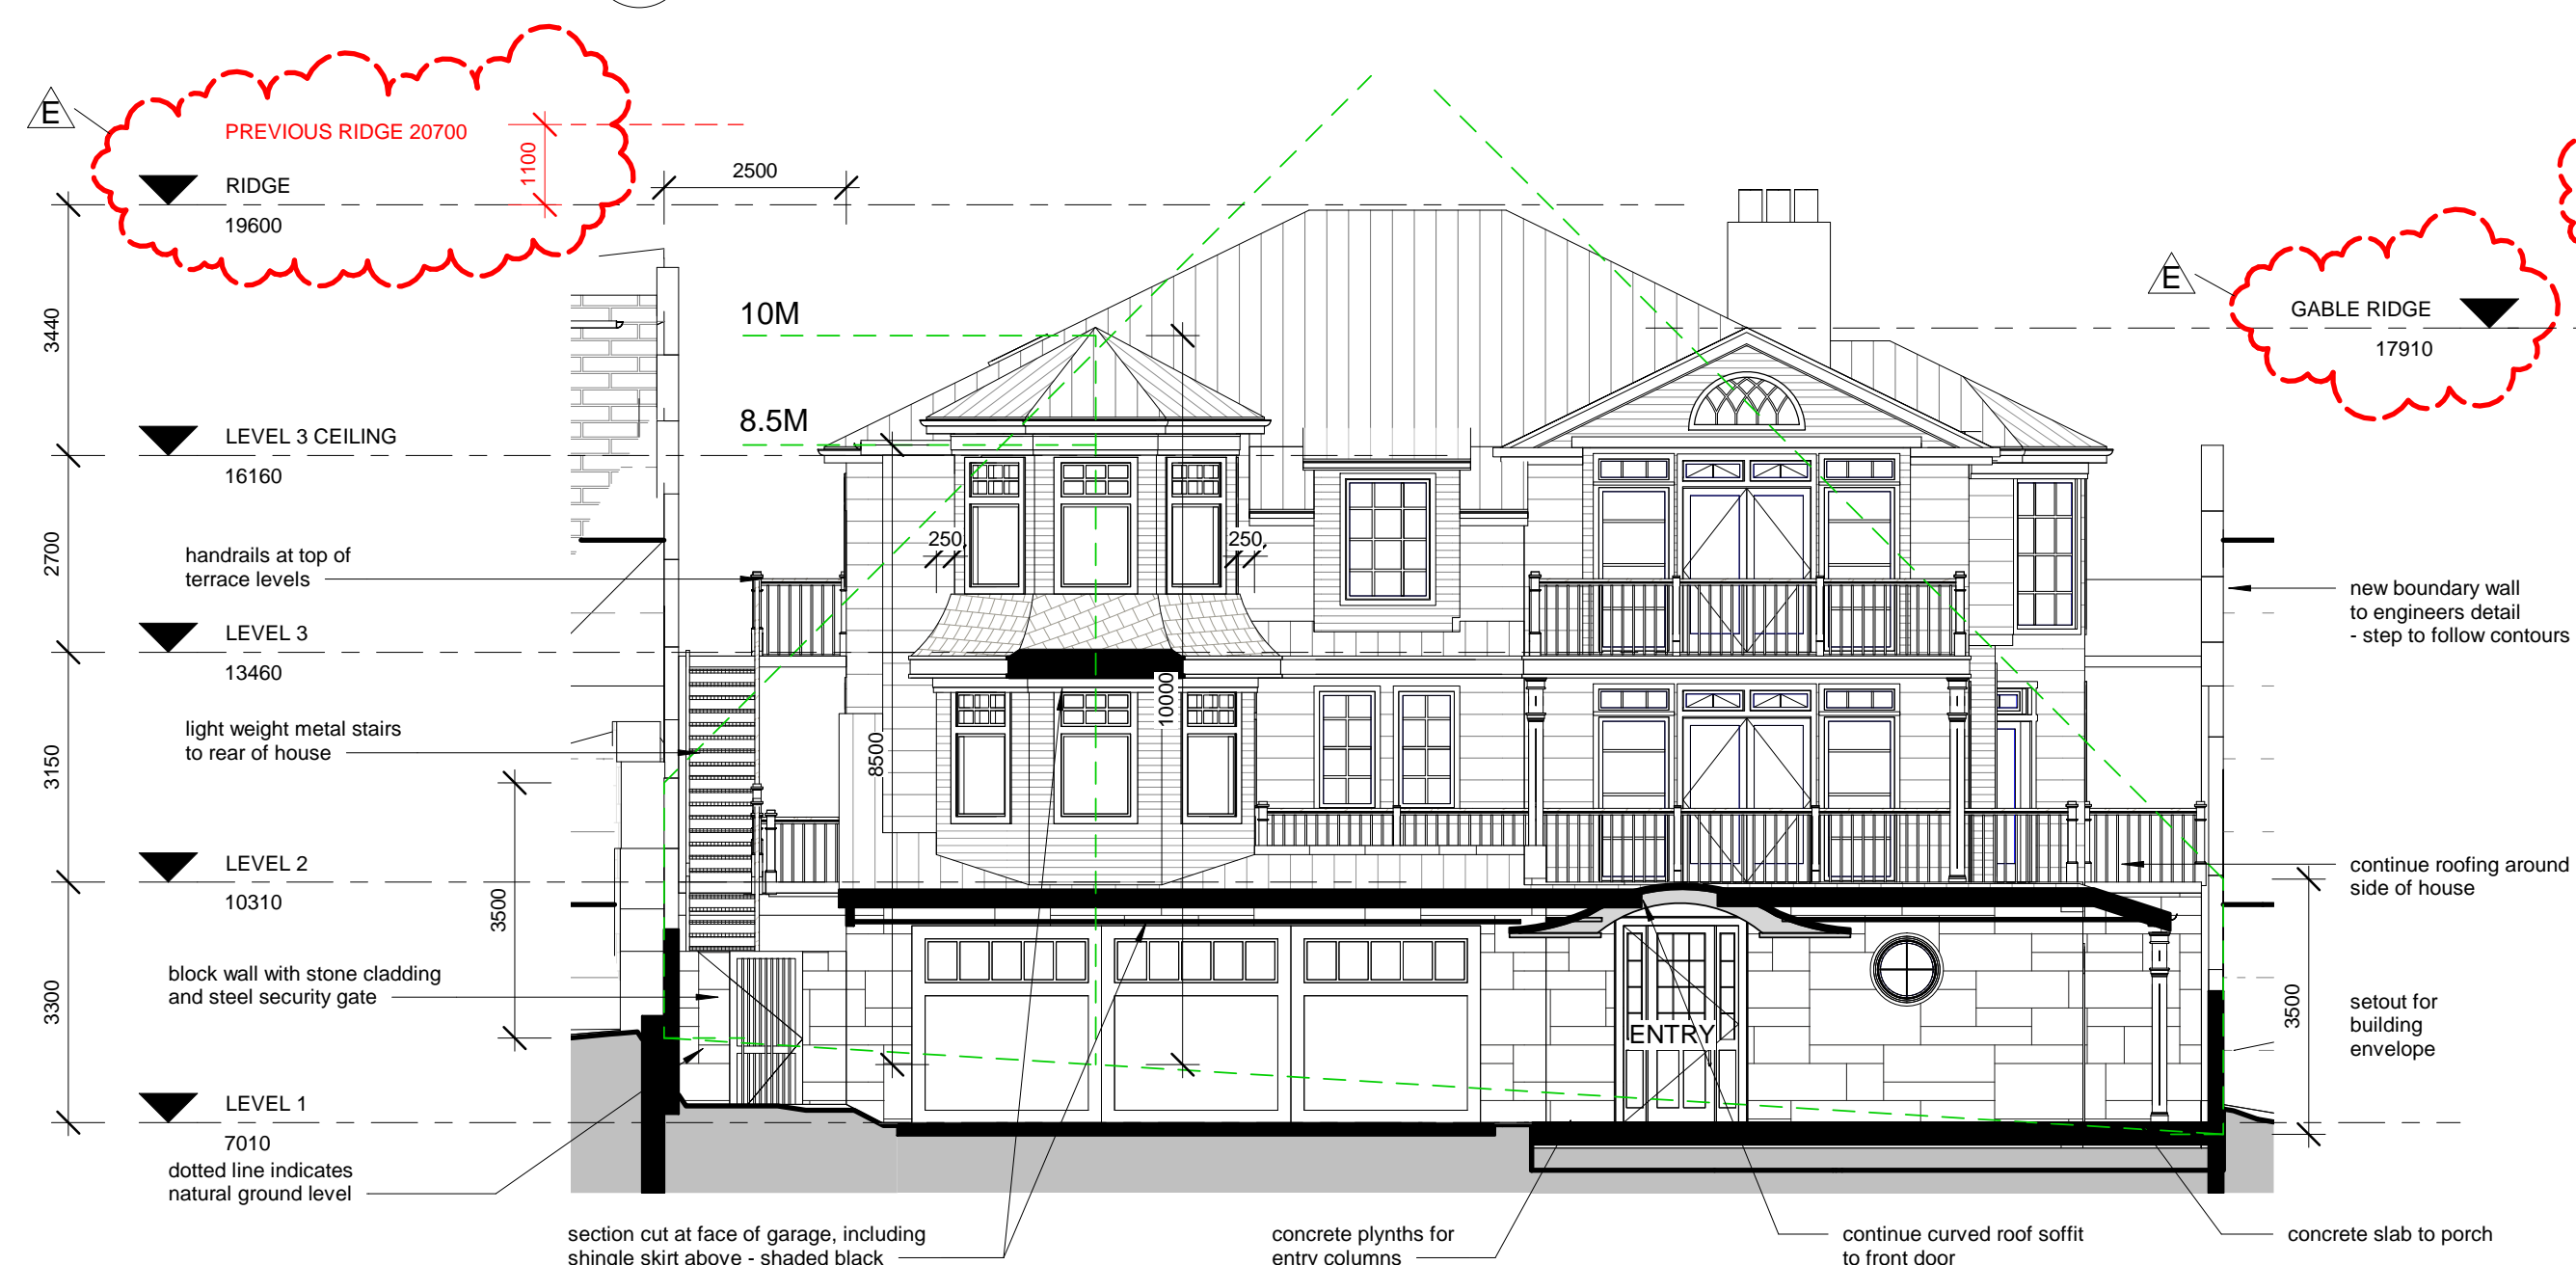 E
PREVIOUS RIDGE 20700
1100
RIDGE
19600
2500
3440
10M
8.5M
E
GABLE RIDGE
17910
LEVEL 3 CEILING
16160
2700
250
250
handrails at top of
terrace levels
LEVEL 3
13460
new boundary wall
to engineers detail
- step to follow contours
10000
8500
light weight metal stairs
to rear of house
3150
LEVEL 2
10310
3500
continue roofing around
side of house
block wall with stone cladding
and steel security gate
3300
3500
setout for
building
envelope
ENTRY
LEVEL 1
7010
dotted line indicates
natural ground level
section cut at face of garage, including
shingle skirt above - shaded black
concrete plynths for
entry columns
continue curved roof soffit
to front door
concrete slab to porch